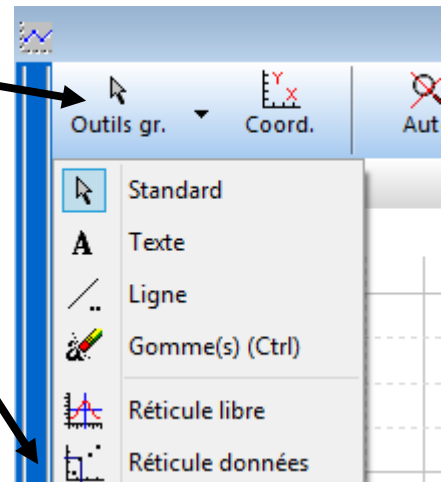 Outils gr. Coord. Aut
Standard
A Texte
Ligne
Gomme(s) (Ctrl)
Réticule libre
Réticule données